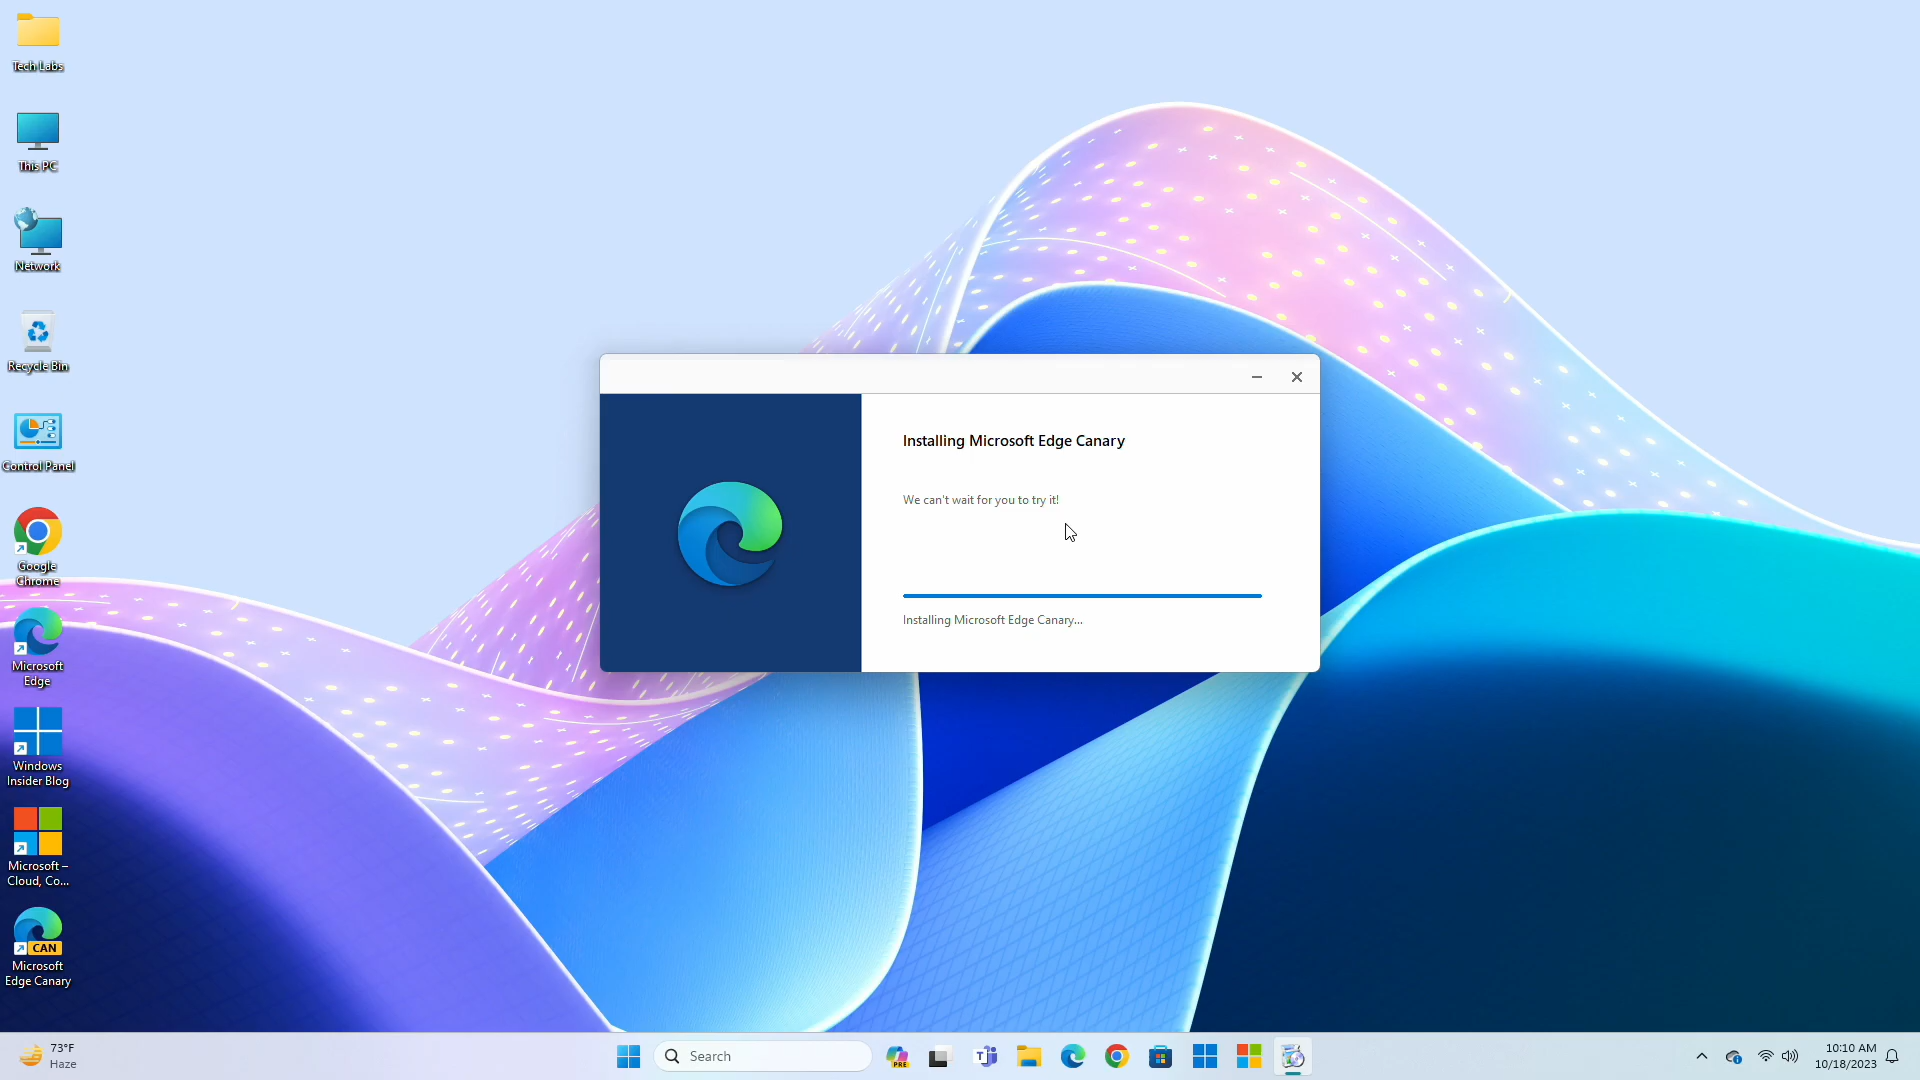 Tech Labs
This PC
Network
Recycle Bin
Control Panel
Google
Chrome
Microsoft
Edge
Windows
Insider Blog
Microsoft –
Cloud, Co...
CAN
Microsoft
Edge Canary
Installing Microsoft Edge Canary
We can't wait for you to try it!
Installing Microsoft Edge Canary...
73°F
Haze
Search
PRE
10:10 AM
10/18/2023